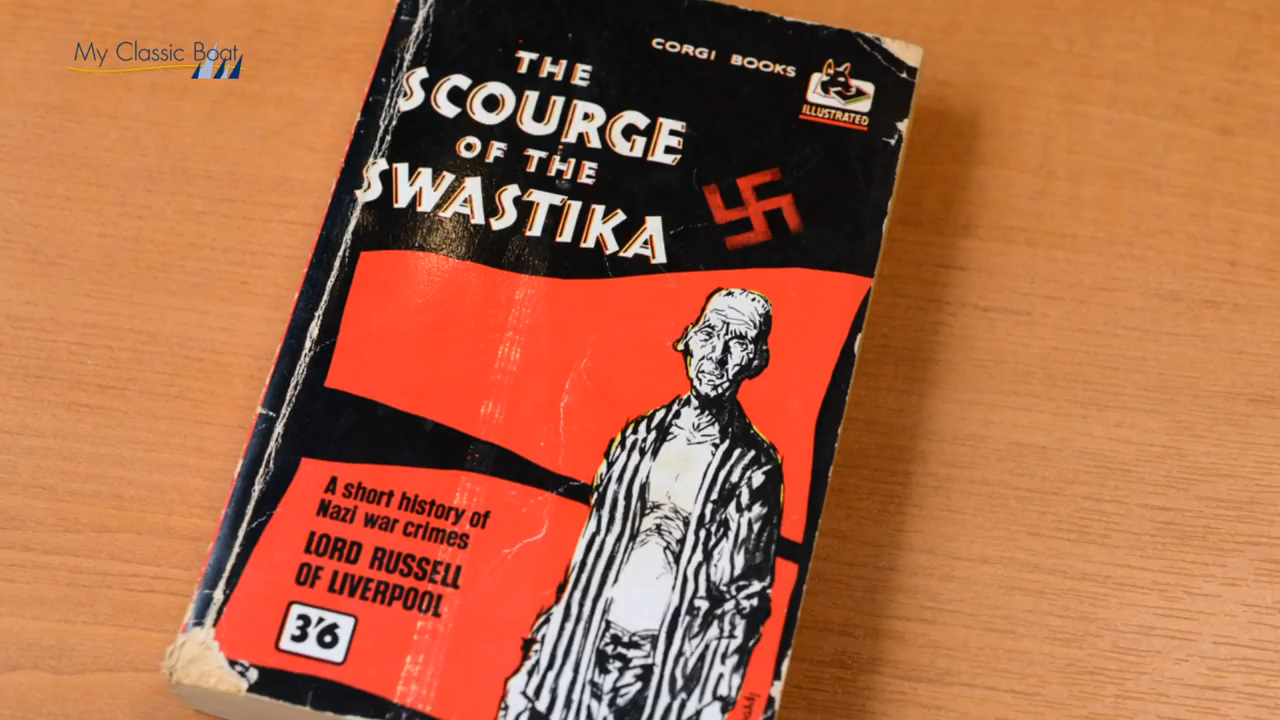 My Classic Boat
CORGI BOOKS
ILLUSTRATED
THE
SCOURGE
OF THE
SWASTIKA
A short history of
Nazi war crimes
LORD RUSSELL
OF LIVERPOOL
3'6